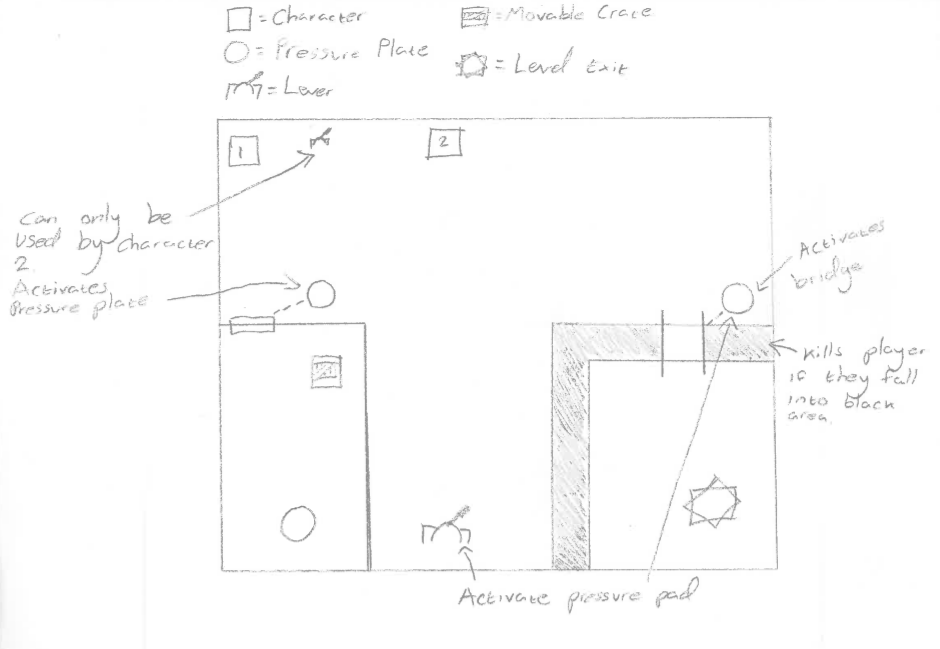 = Character
= Movable Crate
= Pressure Plate
= Level Exit
= Lever
1
2
Can only be
used by character
2.
Activates
Pressure plate
Activates
bridge
Kills player
if they fall
into black
area.
Activate pressure pad